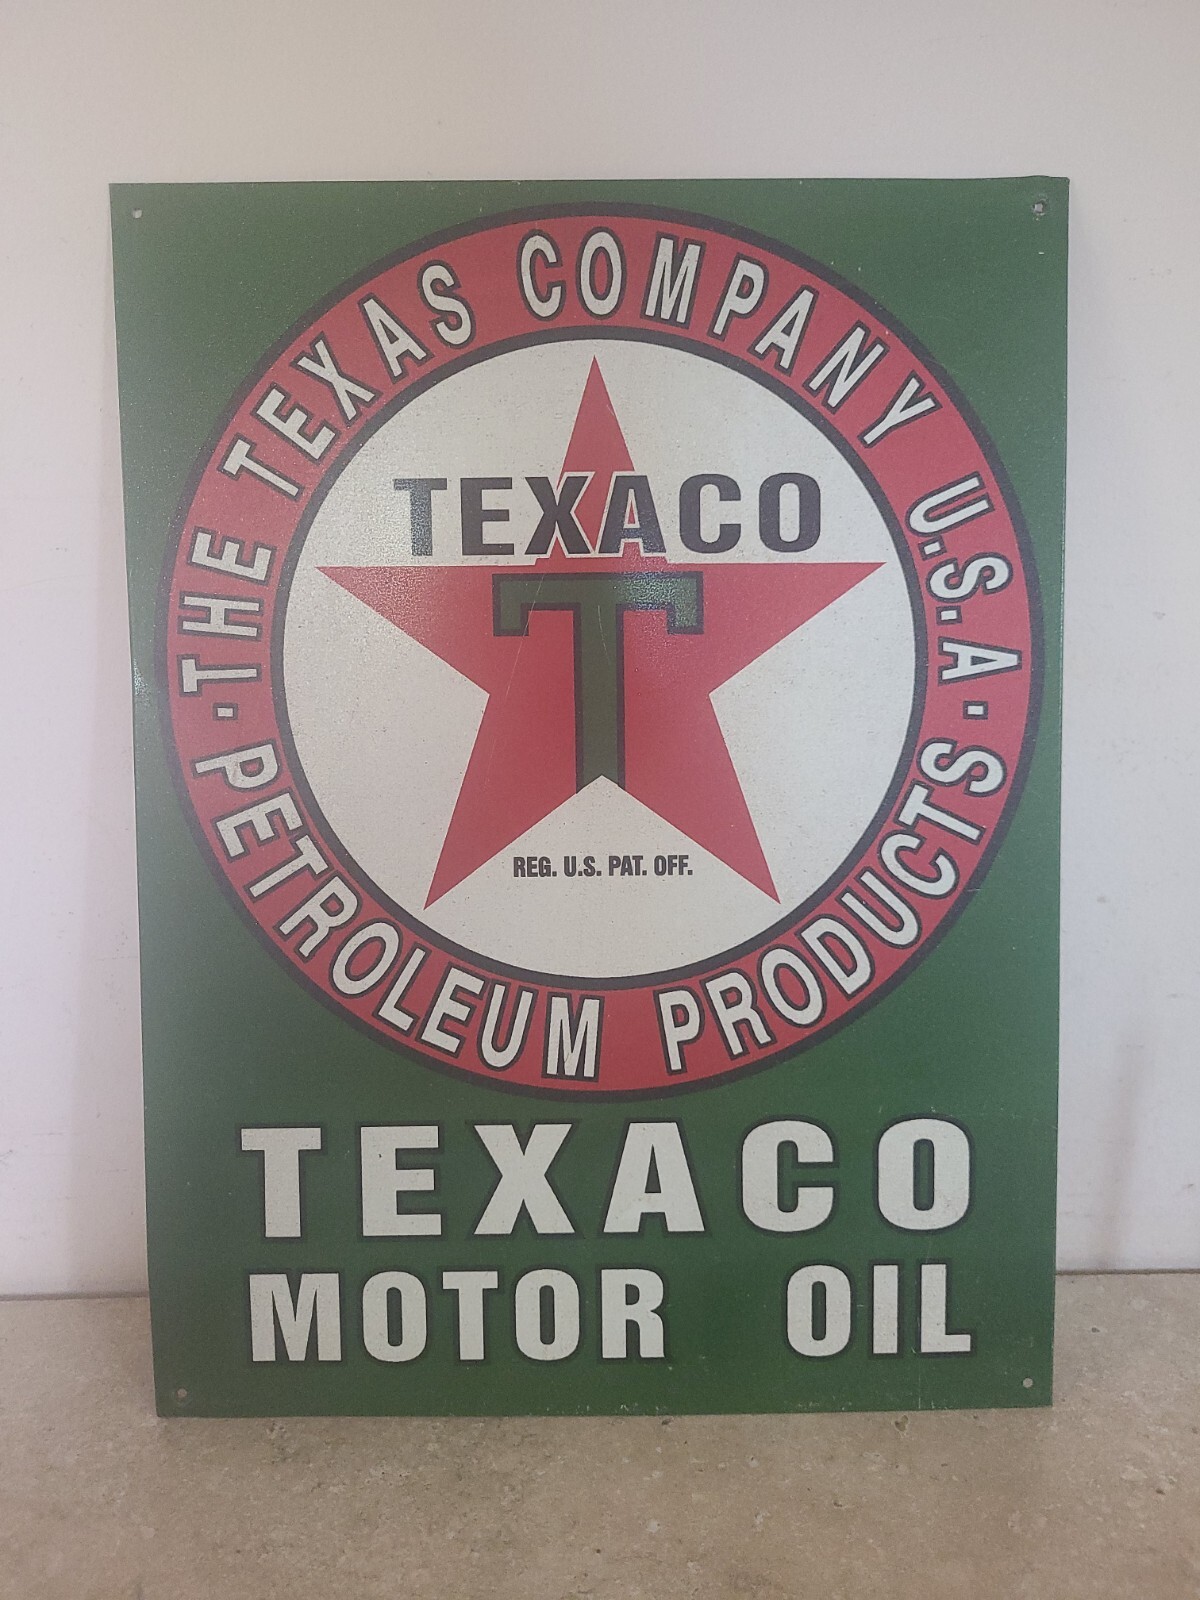 ·THE TEXAS COMPANY U.S.A·
TEXACO
T
REG. U.S. PAT. OFF.
PETROLEUM PRODUCTS
TEXACO
MOTOR OIL